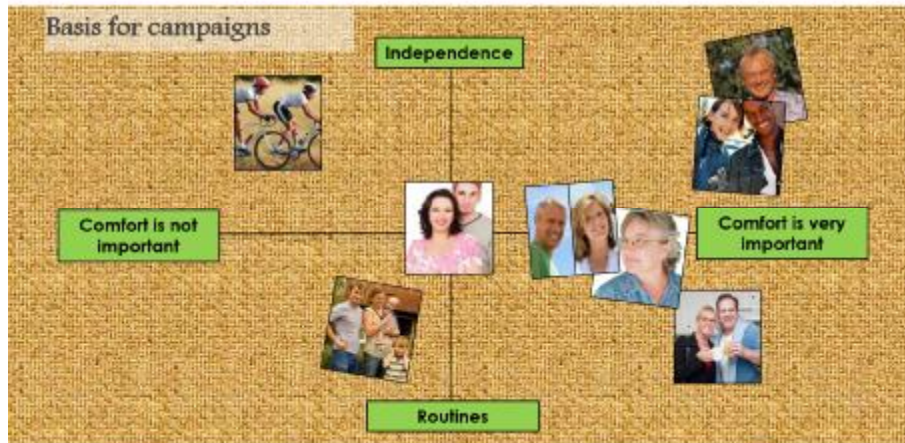 Basis for campaigns
Independence
Comfort is not
important
Comfort is very
important
Routines